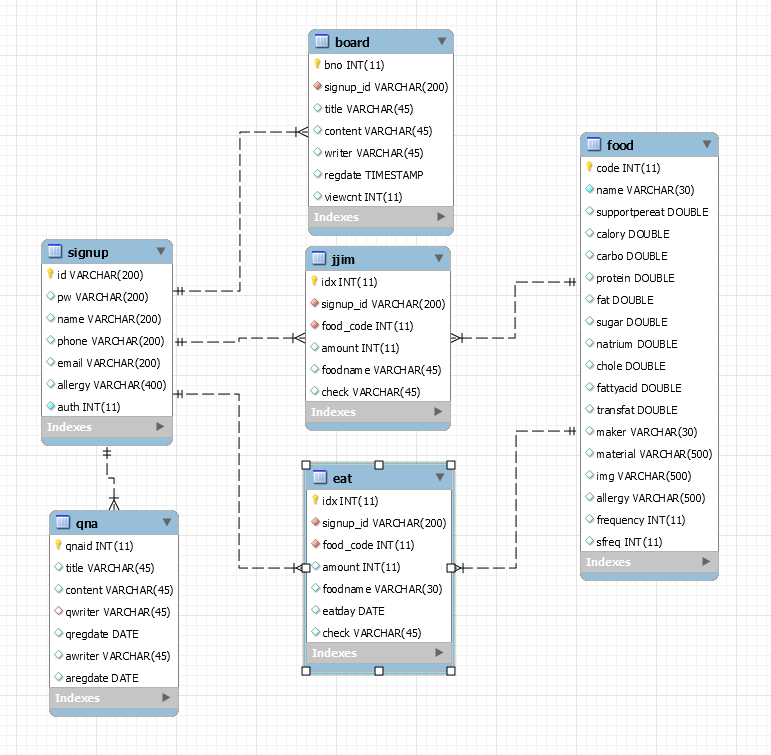 board
bno INT(11)
signup_id VARCHAR(200)
title VARCHAR(45)
content VARCHAR(45)
writer VARCHAR(45)
regdate TIMESTAMP
viewcnt INT(11)
Indexes
signup
id VARCHAR(200)
pw VARCHAR(200)
name VARCHAR(200)
phone VARCHAR(200)
email VARCHAR(200)
allergy VARCHAR(400)
auth INT(11)
Indexes
jjim
idx INT(11)
signup_id VARCHAR(200)
food_code INT(11)
amount INT(11)
foodname VARCHAR(45)
check VARCHAR(45)
Indexes
food
code INT(11)
name VARCHAR(30)
supportpereat DOUBLE
calory DOUBLE
carbo DOUBLE
protein DOUBLE
fat DOUBLE
sugar DOUBLE
natrium DOUBLE
chole DOUBLE
fattyacid DOUBLE
transfat DOUBLE
maker VARCHAR(30)
material VARCHAR(500)
img VARCHAR(500)
allergy VARCHAR(500)
frequency INT(11)
sfreq INT(11)
Indexes
qna
qnaid INT(11)
title VARCHAR(45)
content VARCHAR(45)
qwriter VARCHAR(45)
qregdate DATE
awriter VARCHAR(45)
aregdate DATE
Indexes
eat
idx INT(11)
signup_id VARCHAR(200)
food_code INT(11)
amount INT(11)
foodname VARCHAR(30)
eatday DATE
check VARCHAR(45)
Indexes